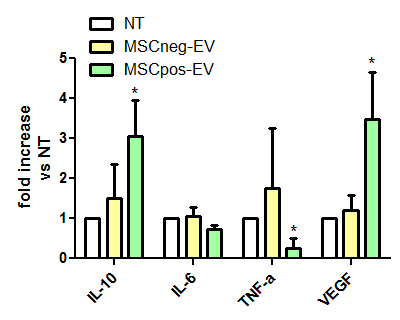 NT
MSCneg-EV
MSCpos-EV
fold increase
vs NT
5
4
3
2
1
0
*
*
*
IL-10
IL-6
TNF-a
VEGF